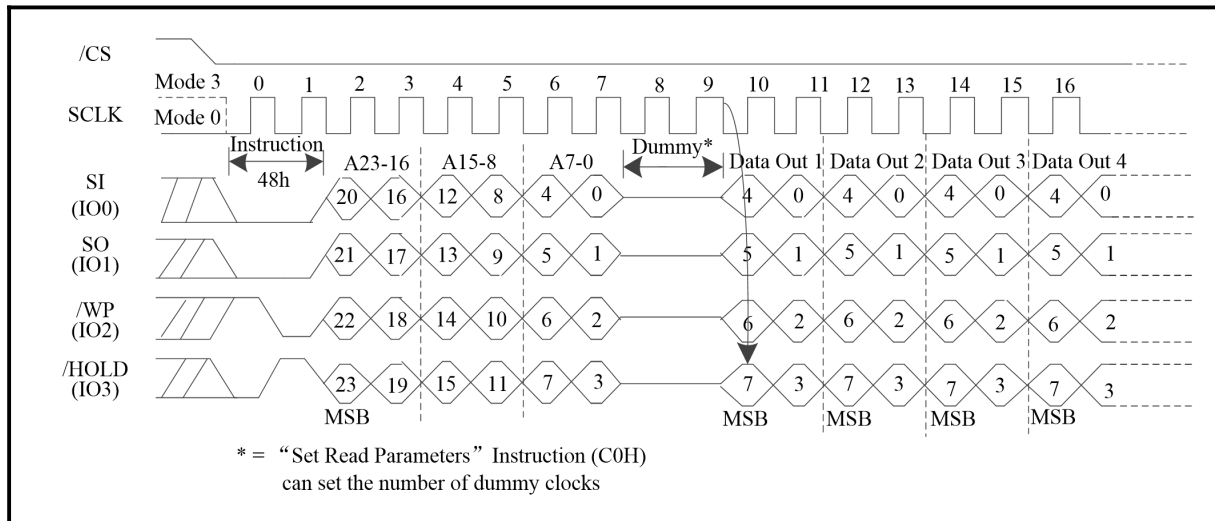 /CS
Mode 3 0 1 2 3 4 5 6 7 8 9 10 11 12 13 14 15 16
SCLK Mode 0
Instruction A23-16 A15-8 A7-0 Dummy* Data Out 1 Data Out 2 Data Out 3 Data Out 4
48h
SI
(IO0)
20 16 12 8 4 0 4 0 4 0 4 0 4 0
SO
(IO1)
21 17 13 9 5 1 5 1 5 1 5 1 5 1
/WP
(IO2)
22 18 14 10 6 2 6 2 6 2 6 2 6 2
/HOLD
(IO3)
23 19 15 11 7 3 7 3 7 3 7 3 7 3
MSB MSB MSB MSB MSB
* = “Set Read Parameters” Instruction (C0H)
can set the number of dummy clocks